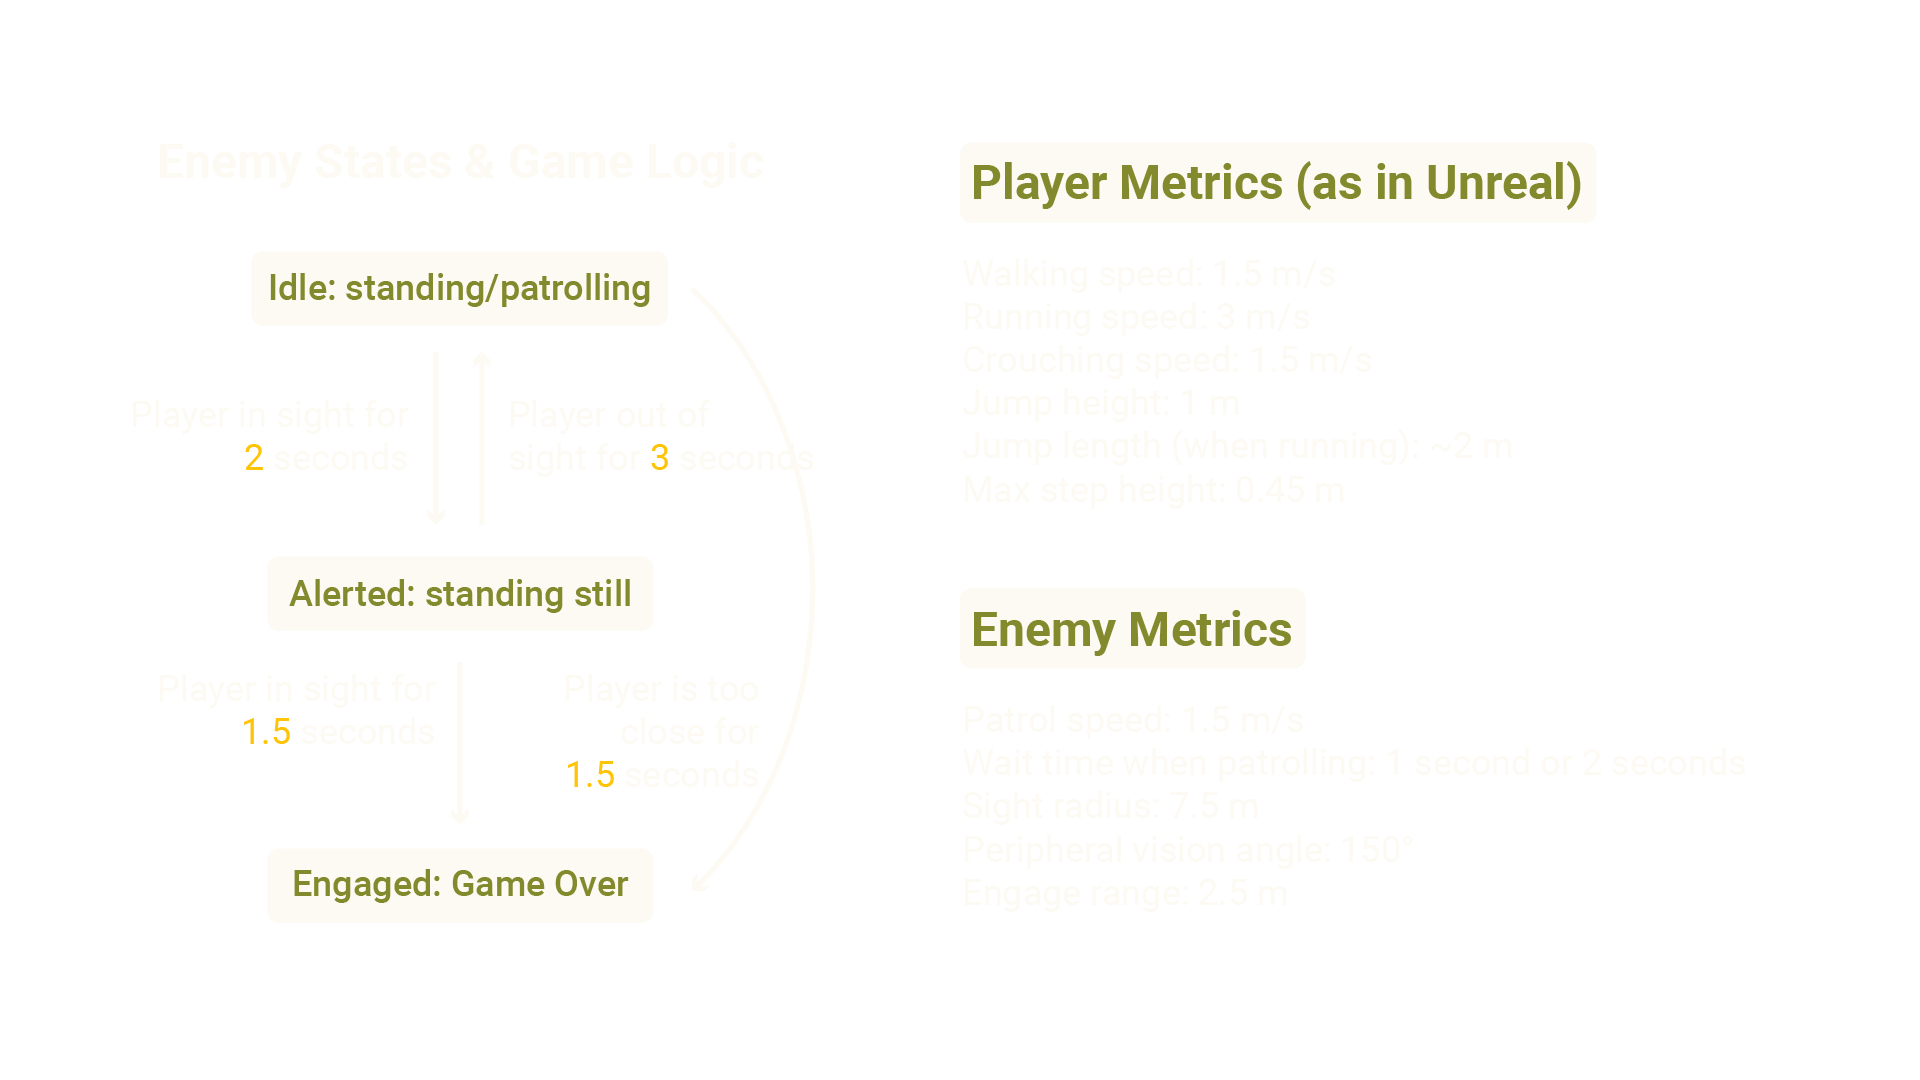 Enemy States & Game Logic
Idle: standing/patrolling
Player in sight for
2 seconds
Player out of
sight for 3 seconds
Alerted: standing still
Player in sight for
1.5 seconds
Player is too
close for
1.5 seconds
Engaged: Game Over
Player Metrics (as in Unreal)
Walking speed: 1.5 m/s
Running speed: 3 m/s
Crouching speed: 1.5 m/s
Jump height: 1 m
Jump length (when running): ~2 m
Max step height: 0.45 m
Enemy Metrics
Patrol speed: 1.5 m/s
Wait time when patrolling: 1 second or 2 seconds
Sight radius: 7.5 m
Peripheral vision angle: 150°
Engage range: 2.5 m